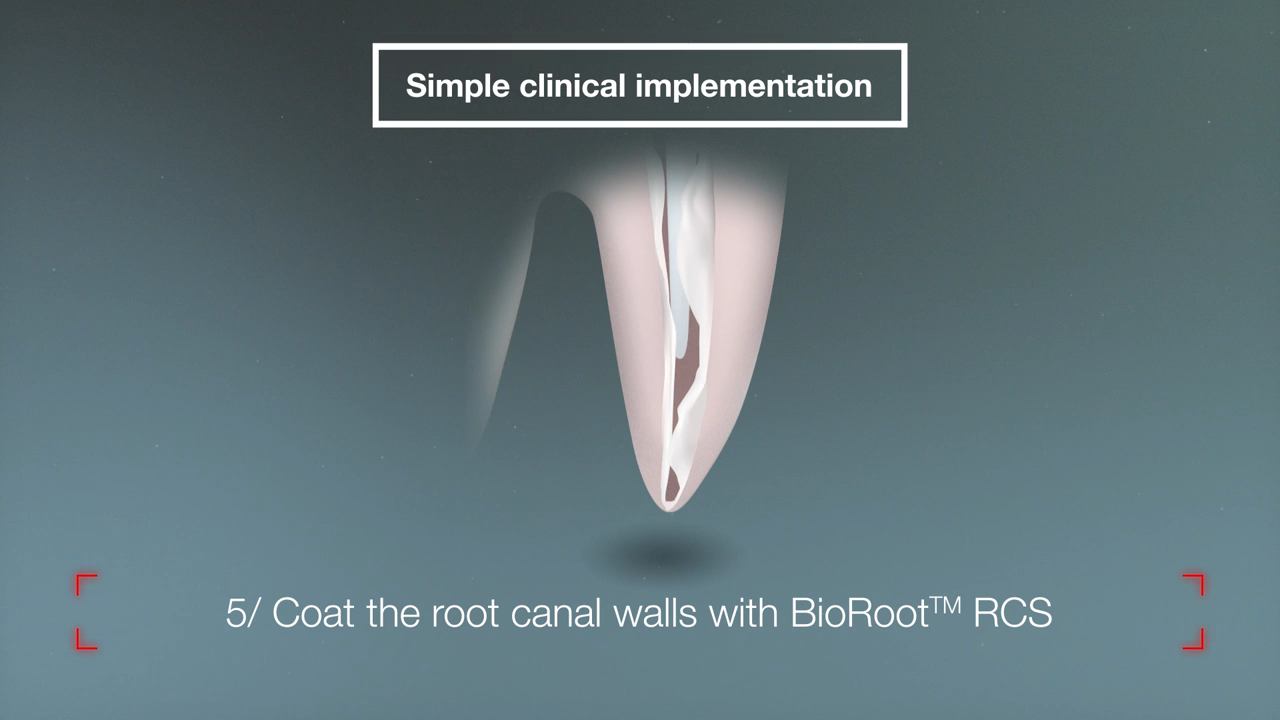 Simple clinical implementation
5/ Coat the root canal walls with BioRoot™ RCS